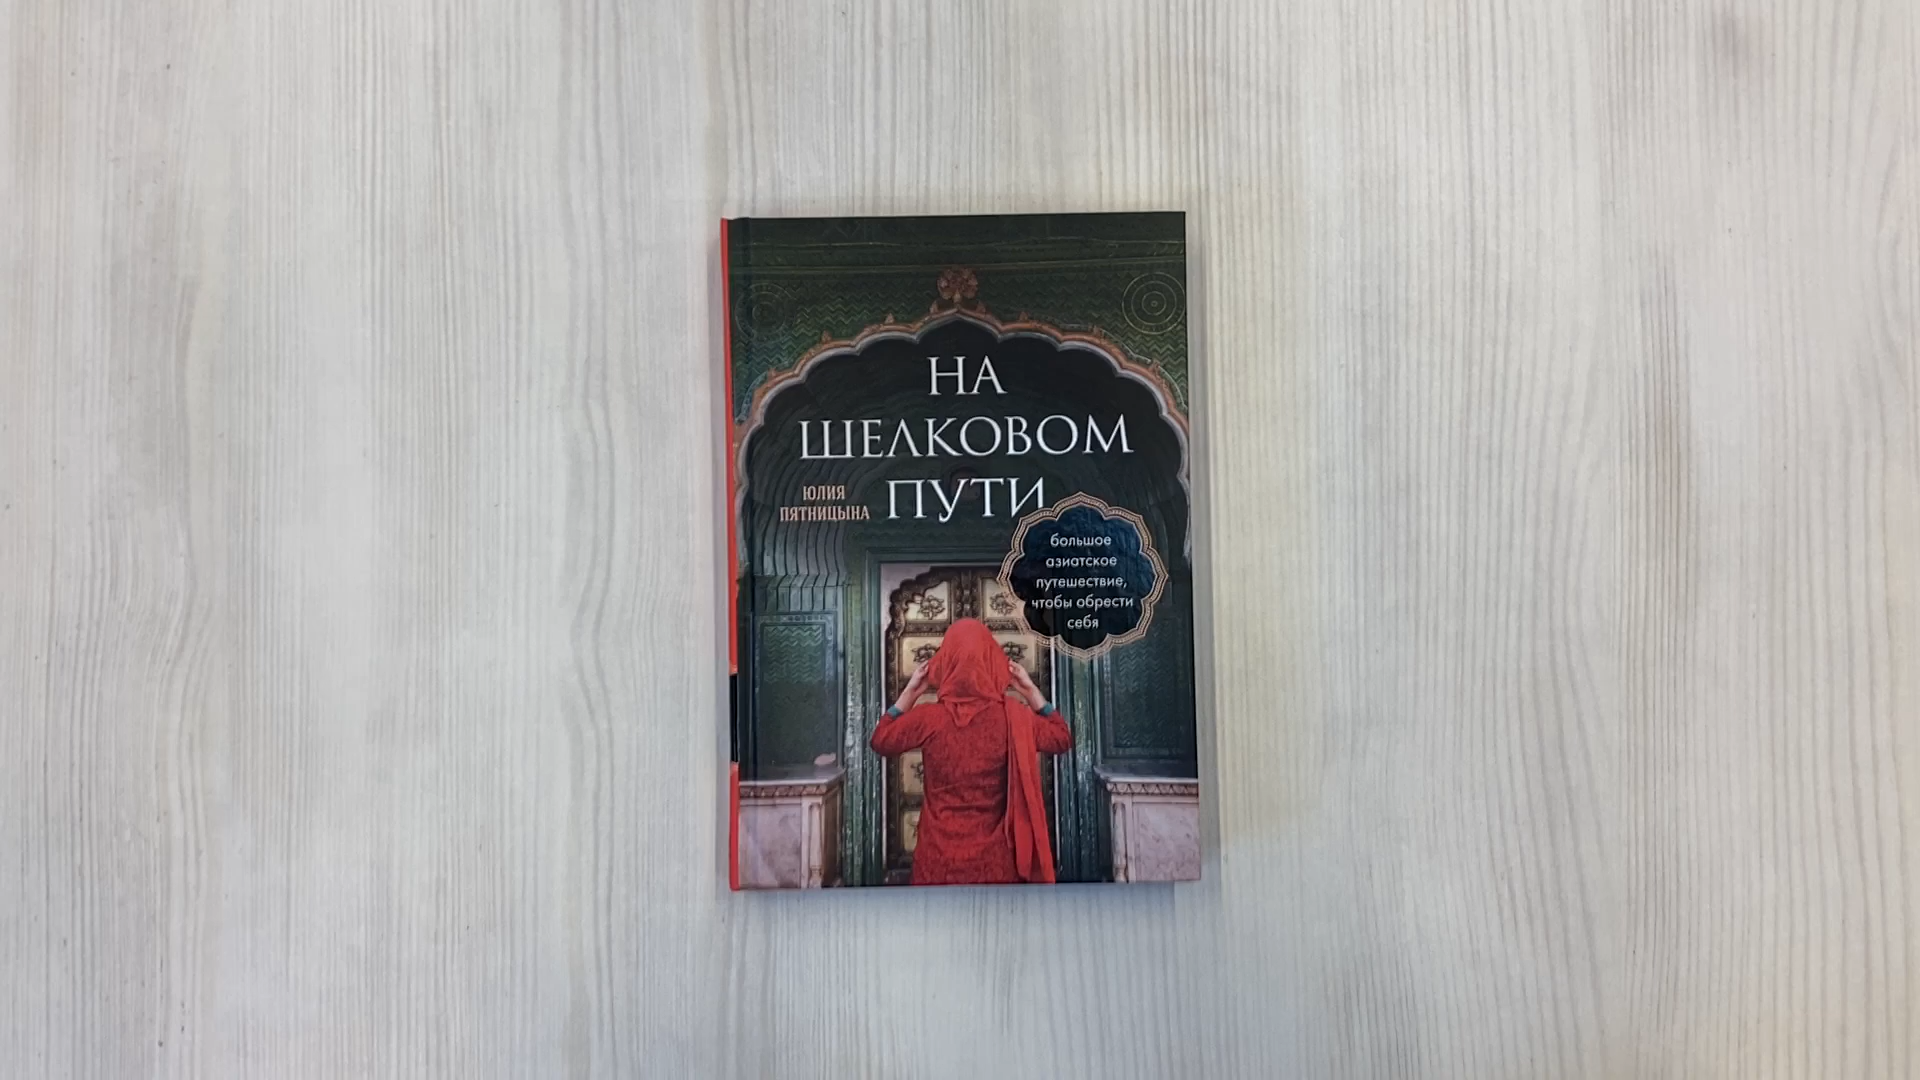 НА
ШЕЛКОВОМ
ПУТИ
ЮЛИЯ
ПЯТНИЦЫНА
большое
азиатское
путешествие,
чтобы обрести
себя